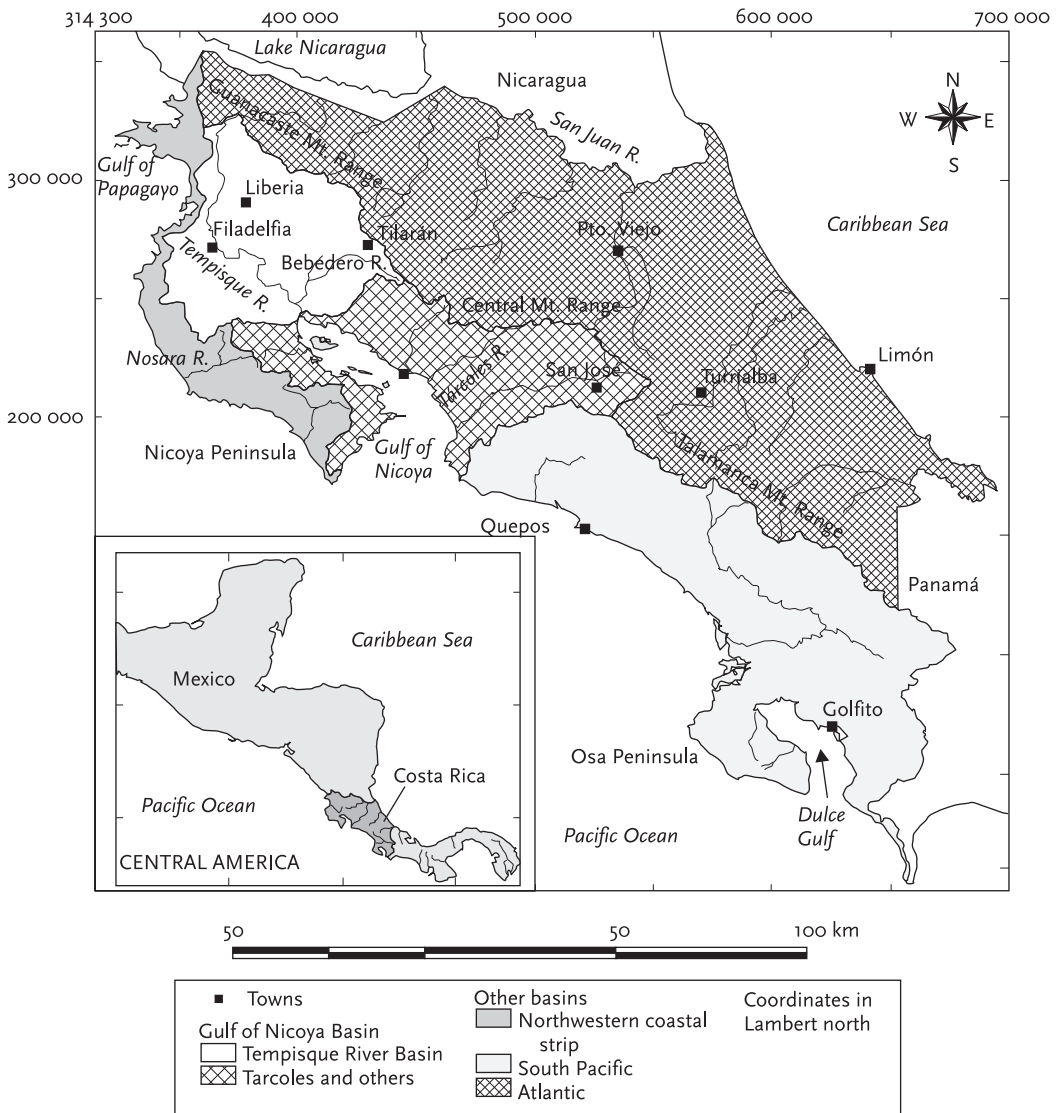 314 300
400 000
500 000
600 000
700 000
Lake Nicaragua
Nicaragua
N
W
E
S
Guanacaste Mt. Range
San Juan R.
Gulf of
Papagayo
300 000
Liberia
Caribbean Sea
Filadelfia
Tilarán
Pto. Viejo
Tempisque R.
Bebedero R.
Central Mt. Range
Nosara R.
Tarcoles R.
San José
Turrialba
Limón
200 000
Nicoya Peninsula
Gulf of
Nicoya
Talamanca Mt. Range
Quepos
Panamá
Caribbean Sea
Mexico
Golfito
Costa Rica
Osa Peninsula
Pacific Ocean
Dulce
Gulf
Pacific Ocean
CENTRAL AMERICA
50
50
100 km
Towns
Gulf of Nicoya Basin
Tempisque River Basin
Tarcoles and others
Other basins
Northwestern coastal
strip
South Pacific
Atlantic
Coordinates in
Lambert north